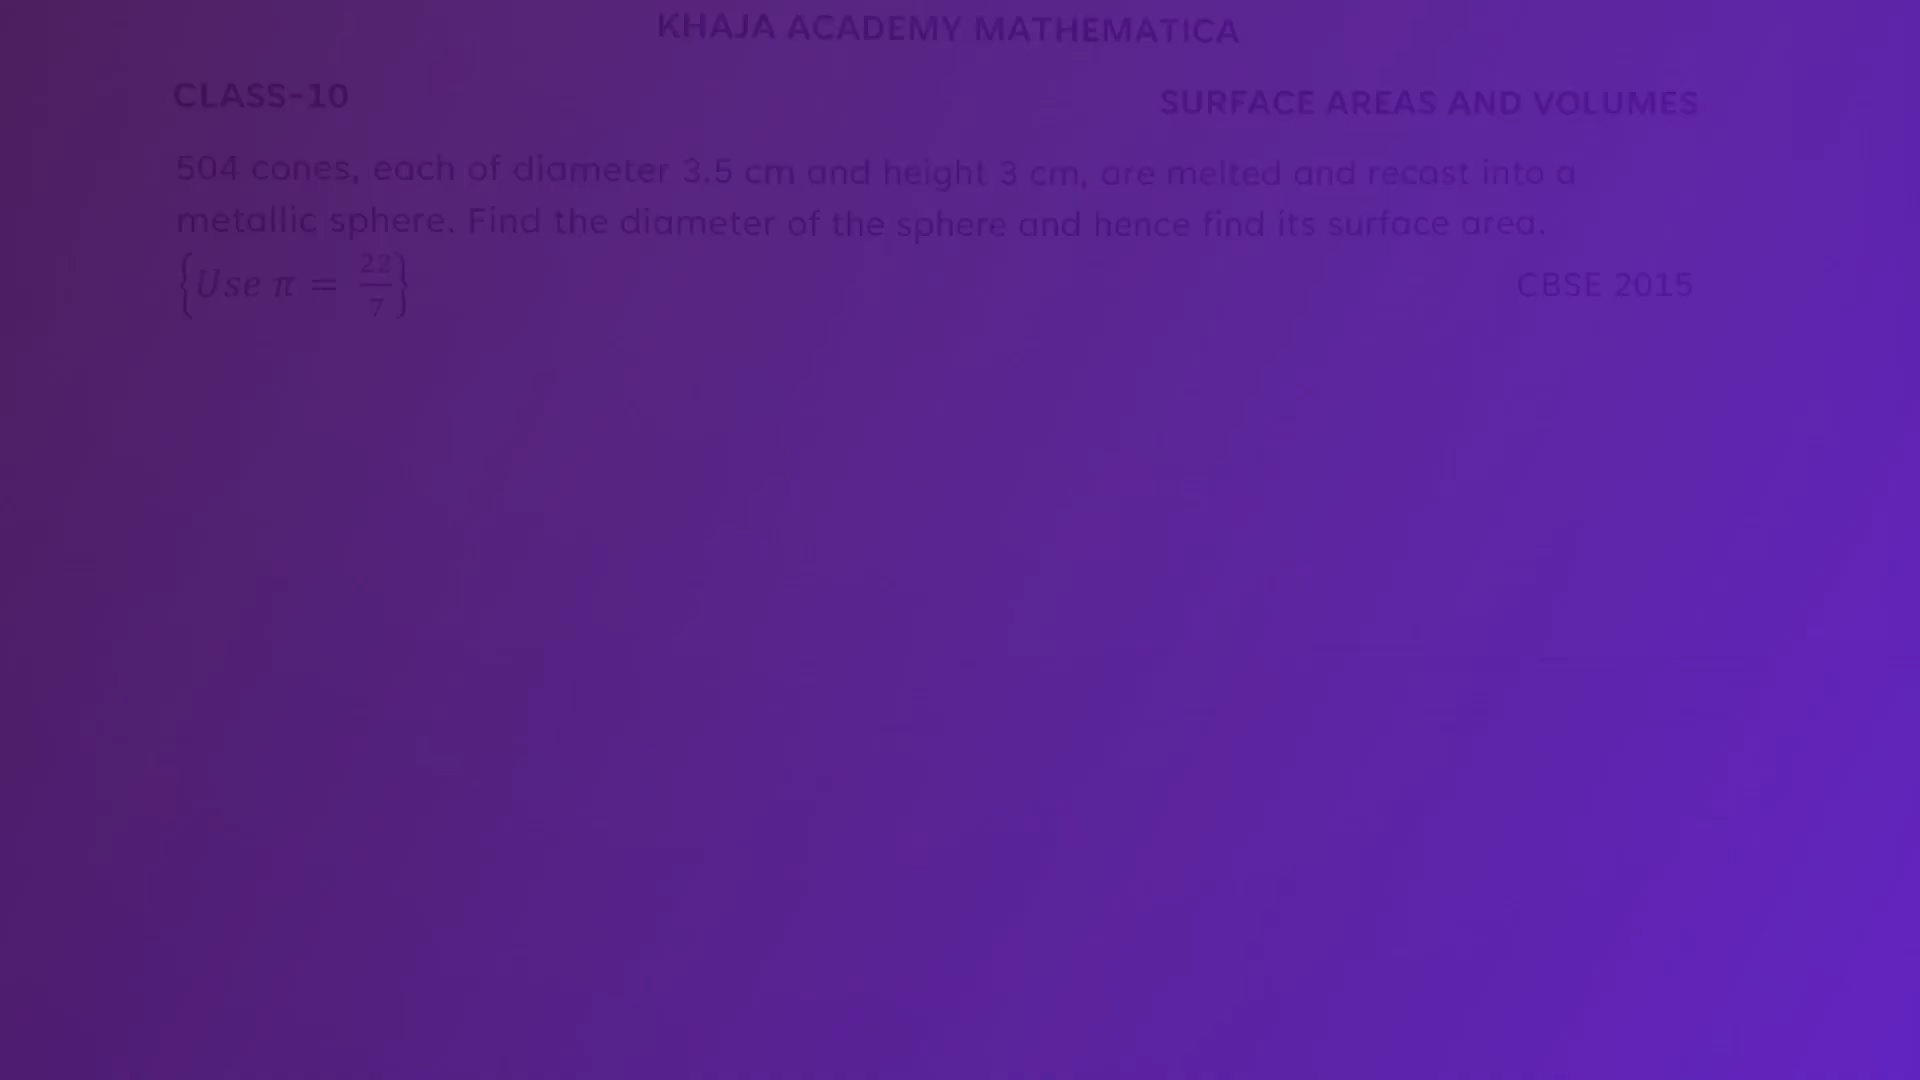 KHAJA ACADEMY MATHEMATICA
CLASS-10
SURFACE AREAS AND VOLUMES
504 cones, each of diameter 3.5 cm and height 3 cm, are melted and recast into a
metallic sphere. Find the diameter of the sphere and hence find its surface area.
{Use π = 22/7}
CBSE 2015